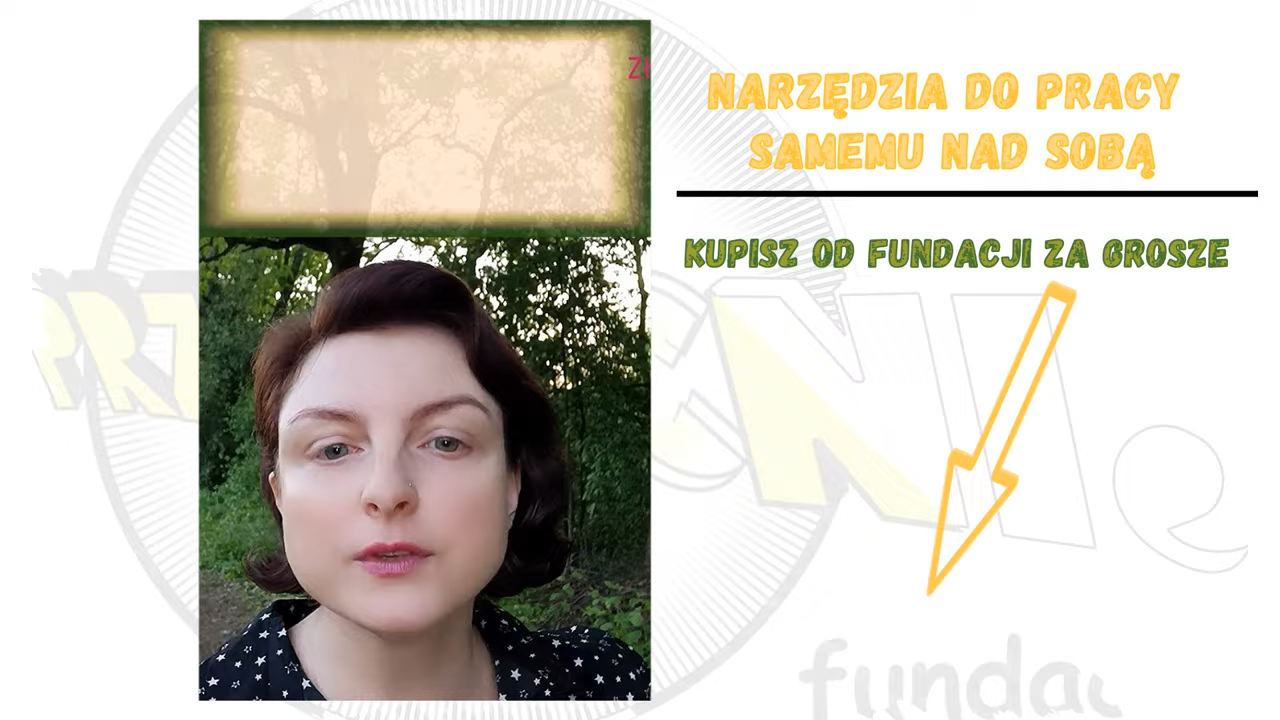 NARZĘDZIA DO PRACY
SAMEMU NAD SOBĄ
KUPISZ OD FUNDACJI ZA GROSZE